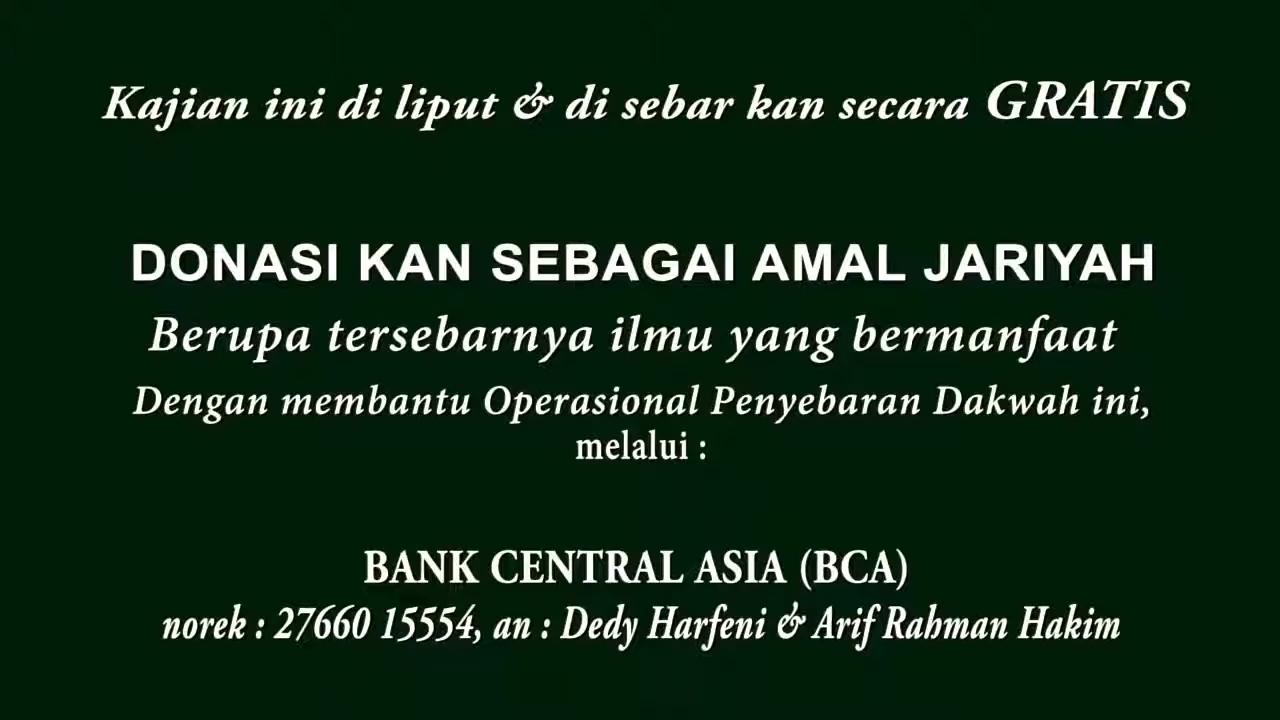 Kajian ini di liput & di sebar kan secara GRATIS
DONASI KAN SEBAGAI AMAL JARIYAH
Berupa tersebarnya ilmu yang bermanfaat
Dengan membantu Operasional Penyebaran Dakwah ini,
melalui :
BANK CENTRAL ASIA (BCA)
norek : 27660 15554, an : Dedy Harfeni & Arif Rahman Hakim